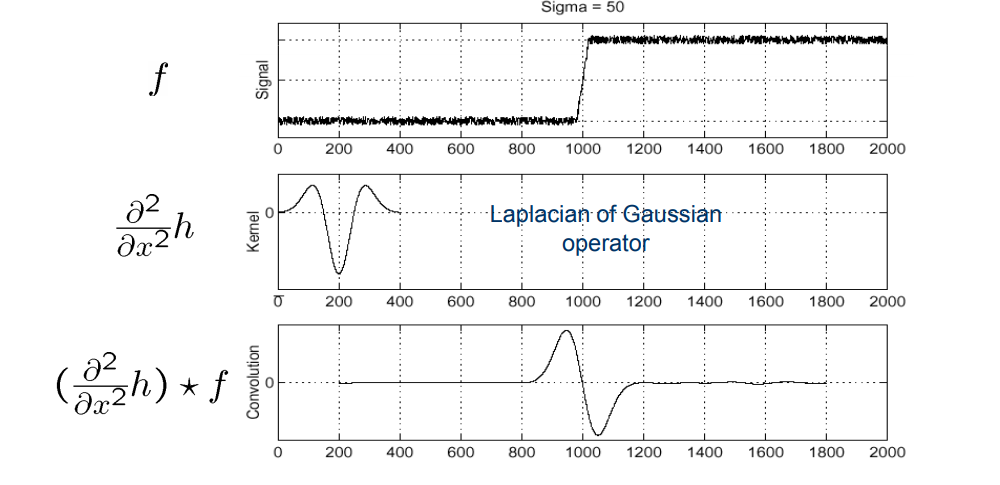 Sigma = 50
f
Signal
0 200 400 600 800 1000 1200 1400 1600 1800 2000
∂²/∂x² h
Kernel
0
Laplacian of Gaussian
operator
0 200 400 600 800 1000 1200 1400 1600 1800 2000
(∂²/∂x² h) ⋆ f
Convolution
0
0 200 400 600 800 1000 1200 1400 1600 1800 2000